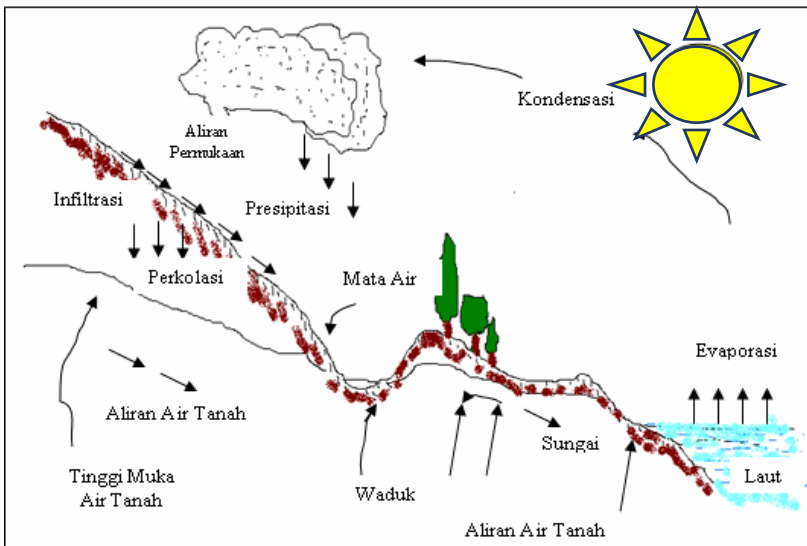 Kondensasi
Aliran
Permukaan
Infiltrasi
Presipitasi
Perkolasi
Mata Air
Evaporasi
Aliran Air Tanah
Sungai
Tinggi Muka
Air Tanah
Waduk
Laut
Aliran Air Tanah